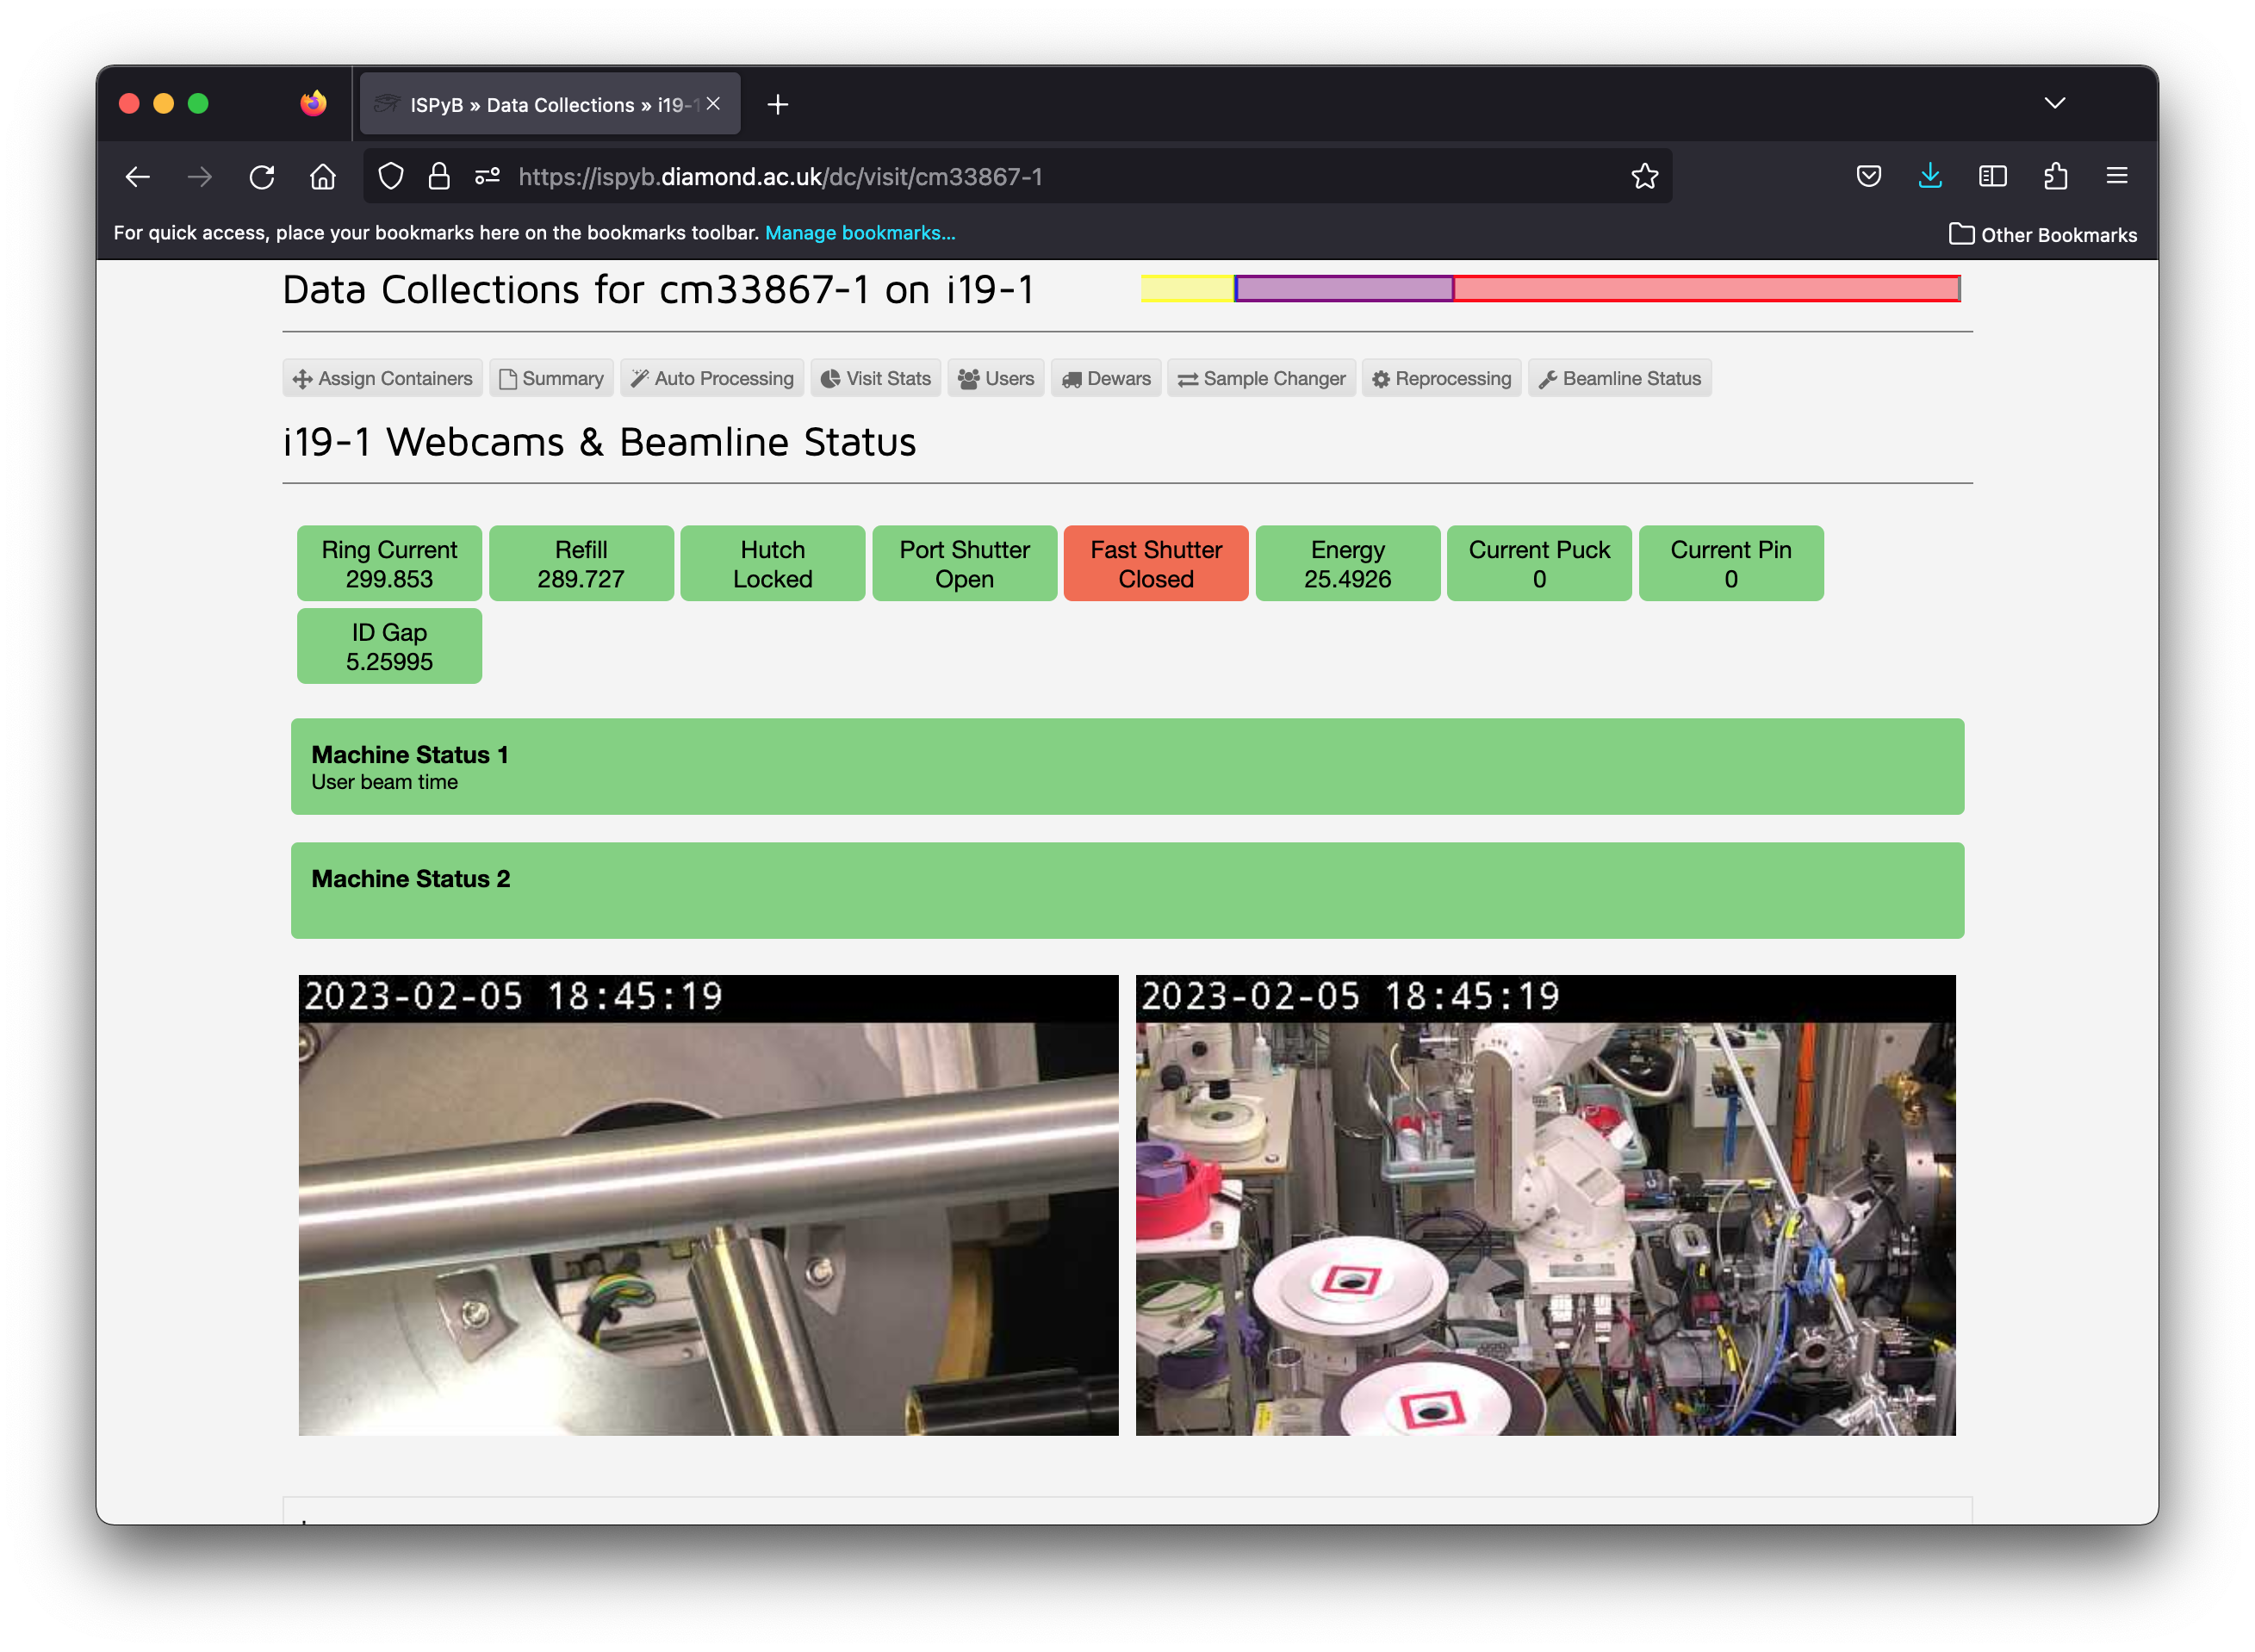 ISPyB » Data Collections » i19-1
https://ispyb.diamond.ac.uk/dc/visit/cm33867-1
For quick access, place your bookmarks here on the bookmarks toolbar. Manage bookmarks...
Other Bookmarks
Data Collections for cm33867-1 on i19-1
Assign Containers Summary Auto Processing Visit Stats Users Dewars Sample Changer Reprocessing Beamline Status
i19-1 Webcams & Beamline Status
Ring Current
299.853
Refill
289.727
Hutch
Locked
Port Shutter
Open
Fast Shutter
Closed
Energy
25.4926
Current Puck
0
Current Pin
0
ID Gap
5.25995
Machine Status 1
User beam time
Machine Status 2
2023-02-05 18:45:19
2023-02-05 18:45:19